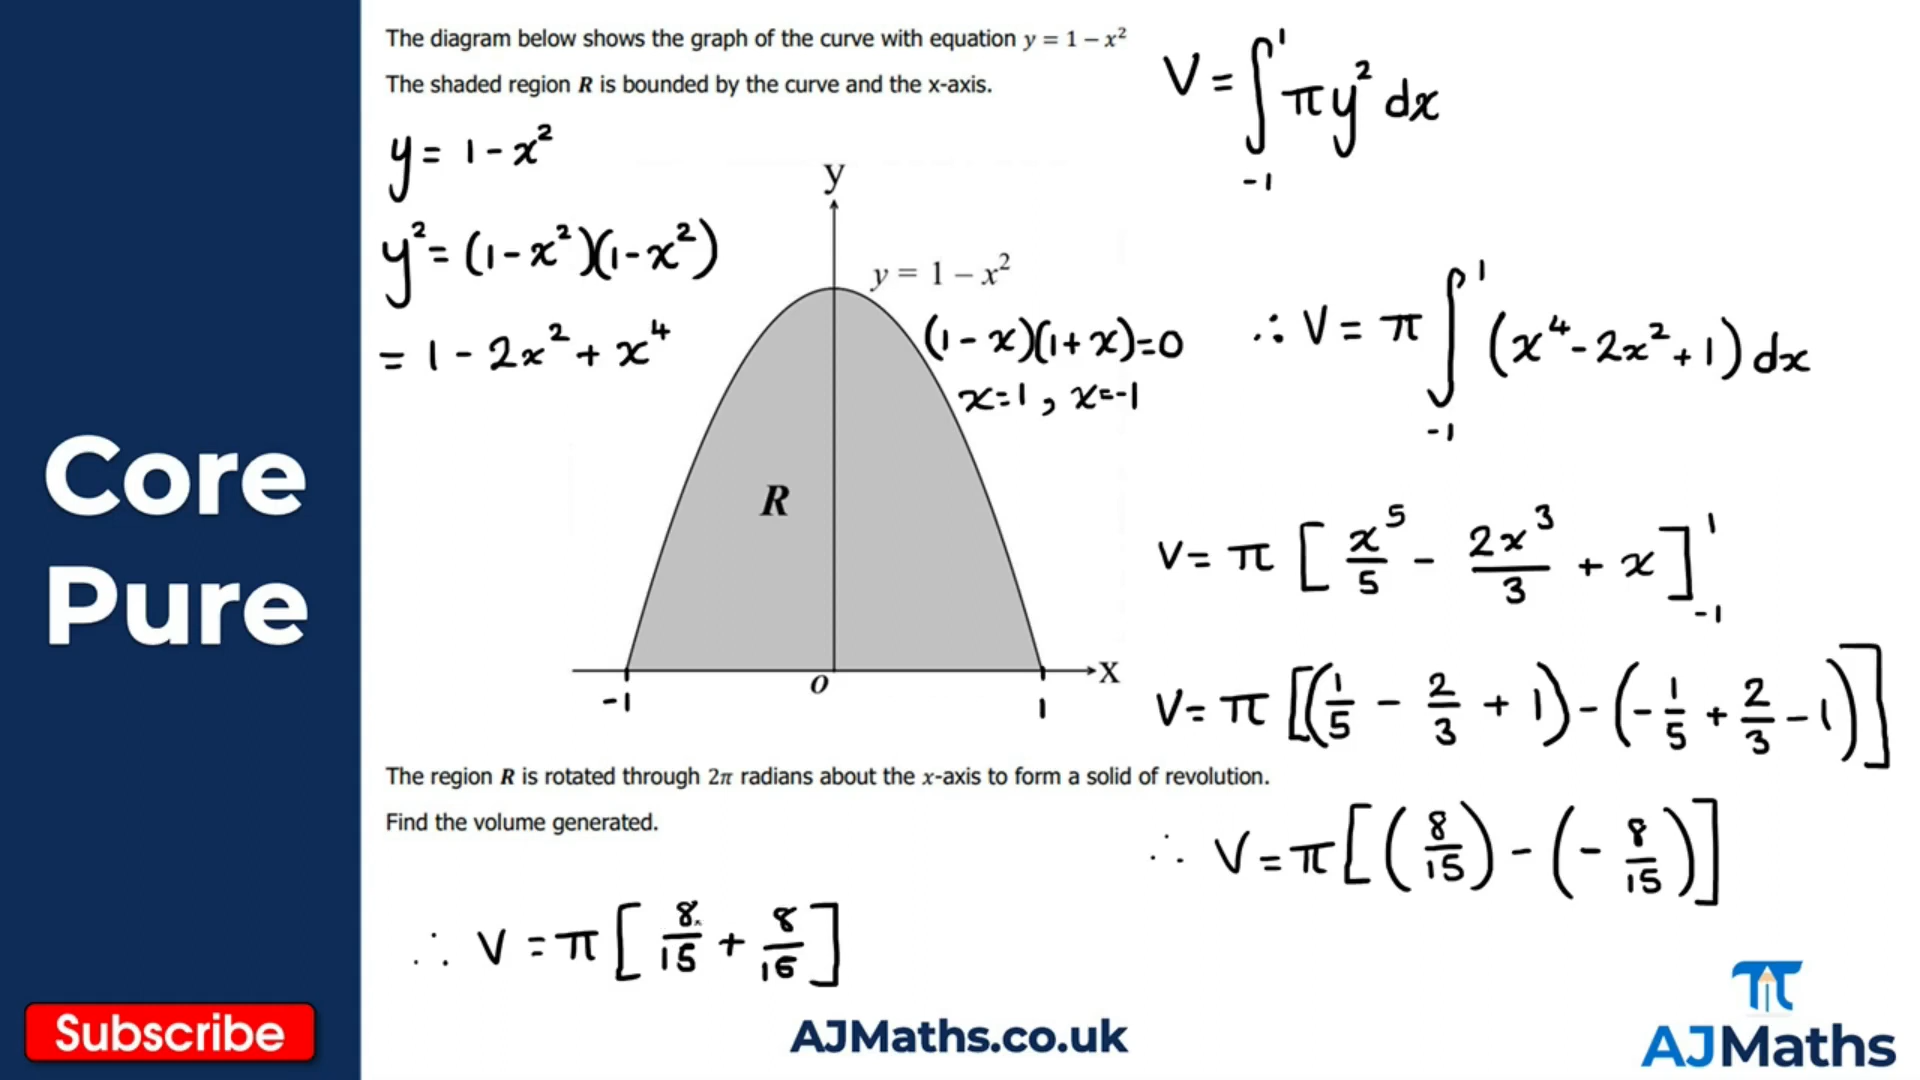 The diagram below shows the graph of the curve with equation y = 1 – x²
The shaded region R is bounded by the curve and the x-axis.
y = 1 - x²
y² = (1 - x²)(1 - x²)
= 1 - 2x² + x⁴
y
y = 1 – x²
(1 - x)(1 + x) = 0
x = 1 , x = -1
R
x
O
-1
1
The region R is rotated through 2π radians about the x-axis to form a solid of revolution.
Find the volume generated.
V = ∫₋₁¹ πy² dx
∴ V = π ∫₋₁¹ (x⁴ - 2x² + 1) dx
V = π [ x⁵/5 - 2x³/3 + x ]₋₁¹
V = π [(1/5 - 2/3 + 1) - (-1/5 + 2/3 - 1)]
∴ V = π [(8/15) - (-8/15)]
∴ V = π [ 8/15 + 8/15 ]
Core
Pure
Subscribe
AJMaths.co.uk
AJMaths